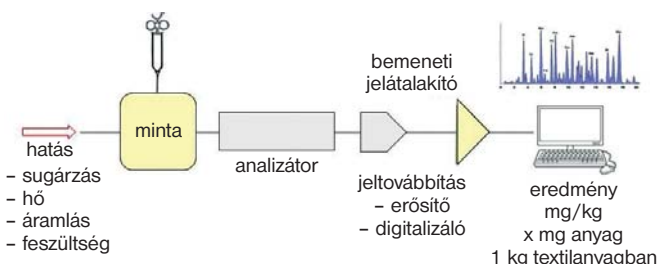 hatás
– sugárzás
– hő
– áramlás
– feszültség
minta
analizátor
bemeneti
jelátalakító
jeltovábbítás
– erősítő
– digitalizáló
eredmény
mg/kg
x mg anyag
1 kg textilanyagban